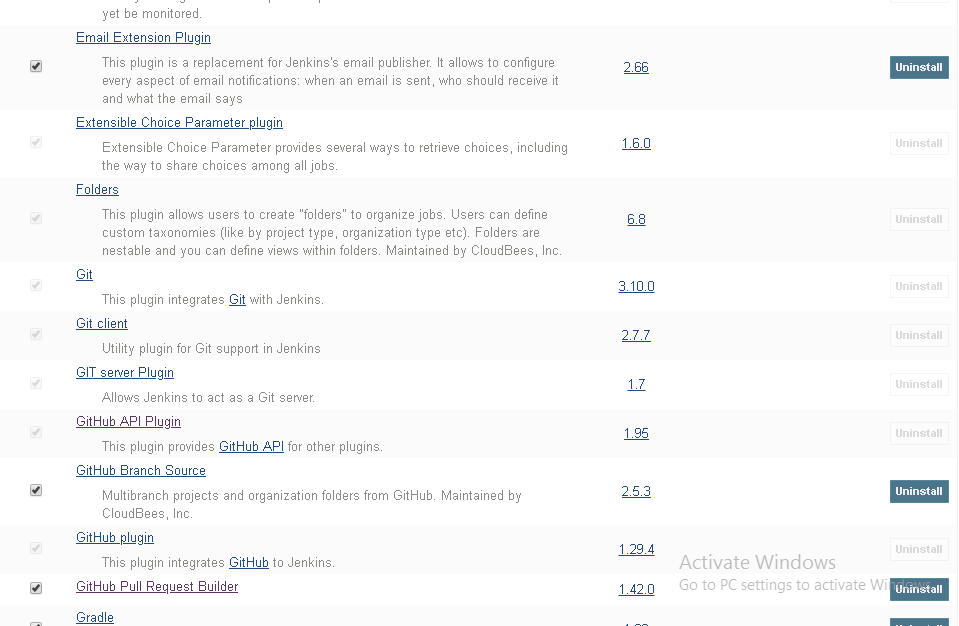 yet be monitored.
Email Extension Plugin
This plugin is a replacement for Jenkins's email publisher. It allows to configure
every aspect of email notifications: when an email is sent, who should receive it
and what the email says
2.66
Uninstall
Extensible Choice Parameter plugin
Extensible Choice Parameter provides several ways to retrieve choices, including
the way to share choices among all jobs.
1.6.0
Uninstall
Folders
This plugin allows users to create "folders" to organize jobs. Users can define
custom taxonomies (like by project type, organization type etc). Folders are
nestable and you can define views within folders. Maintained by CloudBees, Inc.
6.8
Uninstall
Git
This plugin integrates Git with Jenkins.
3.10.0
Uninstall
Git client
Utility plugin for Git support in Jenkins
2.7.7
Uninstall
GIT server Plugin
Allows Jenkins to act as a Git server.
1.7
Uninstall
GitHub API Plugin
This plugin provides GitHub API for other plugins.
1.95
Uninstall
GitHub Branch Source
Multibranch projects and organization folders from GitHub. Maintained by
CloudBees, Inc.
2.5.3
Uninstall
GitHub plugin
This plugin integrates GitHub to Jenkins.
1.29.4
Uninstall
GitHub Pull Request Builder
1.42.0
Uninstall
Activate Windows
Go to PC settings to activate Windows.
Gradle